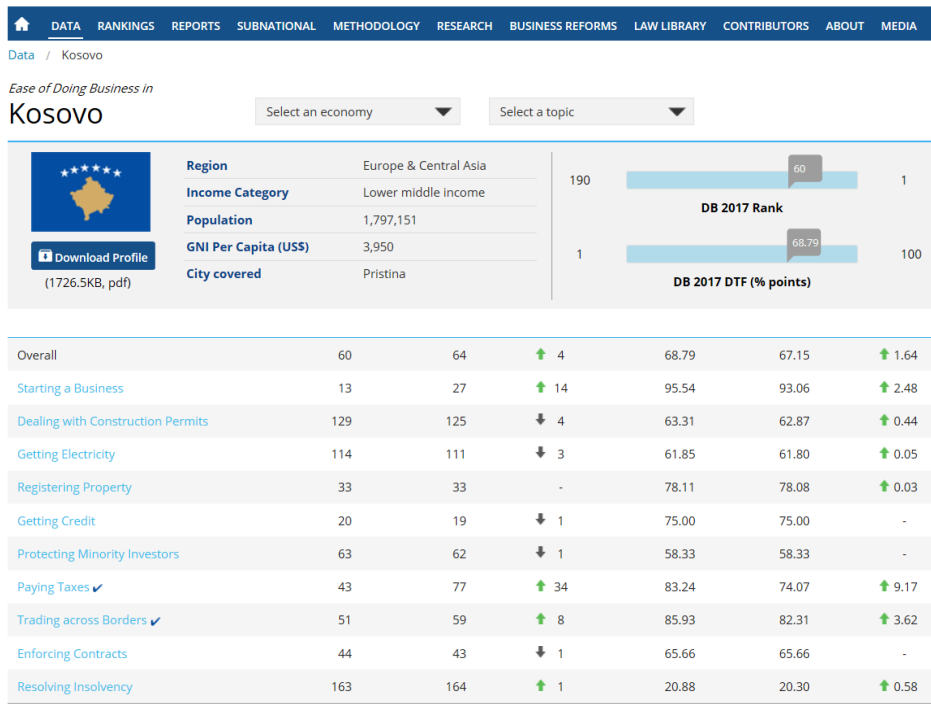 DATA RANKINGS REPORTS SUBNATIONAL METHODOLOGY RESEARCH BUSINESS REFORMS LAW LIBRARY CONTRIBUTORS ABOUT MEDIA
Data / Kosovo
Ease of Doing Business in
Kosovo
Select an economy Select a topic
Region Europe & Central Asia
Income Category Lower middle income
Population 1,797,151
GNI Per Capita (US$) 3,950
City covered Pristina
Download Profile
(1726.5KB, pdf)
190 60 1
DB 2017 Rank
1 68.79 100
DB 2017 DTF (% points)
Overall 60 64 4 68.79 67.15 1.64
Starting a Business 13 27 14 95.54 93.06 2.48
Dealing with Construction Permits 129 125 4 63.31 62.87 0.44
Getting Electricity 114 111 3 61.85 61.80 0.05
Registering Property 33 33 - 78.11 78.08 0.03
Getting Credit 20 19 1 75.00 75.00 -
Protecting Minority Investors 63 62 1 58.33 58.33 -
Paying Taxes ✔ 43 77 34 83.24 74.07 9.17
Trading across Borders ✔ 51 59 8 85.93 82.31 3.62
Enforcing Contracts 44 43 1 65.66 65.66 -
Resolving Insolvency 163 164 1 20.88 20.30 0.58